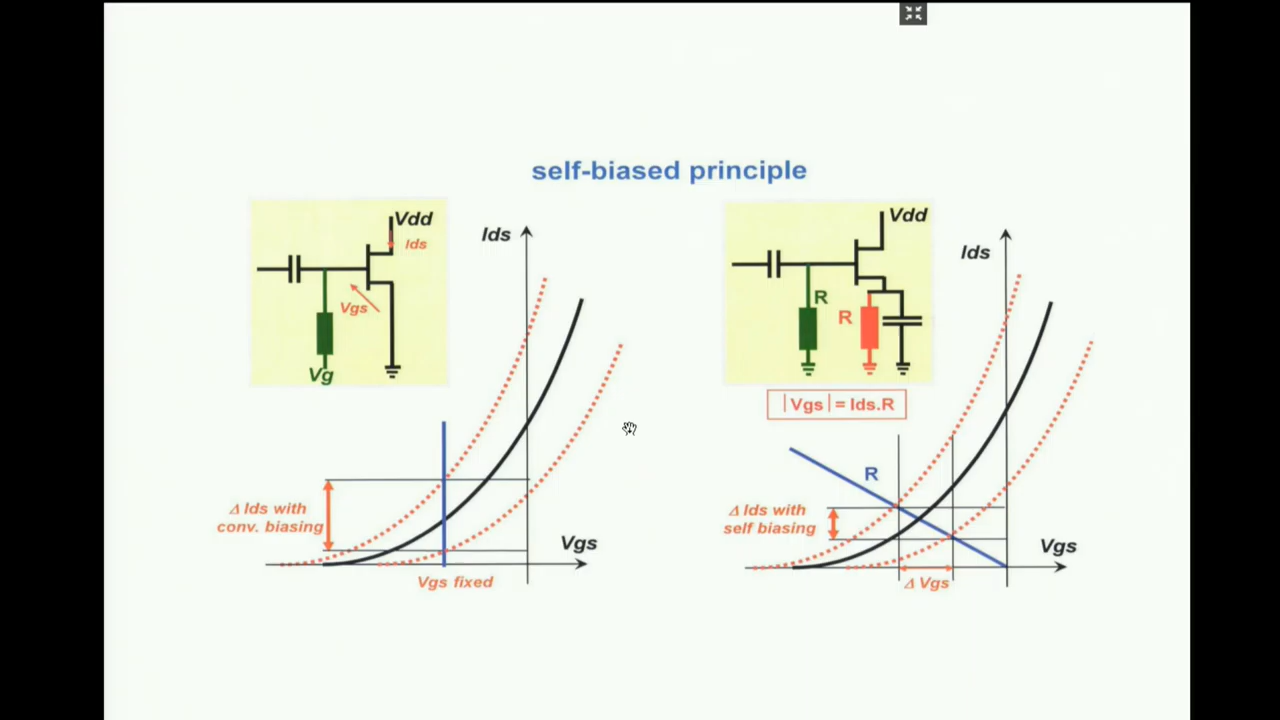 self-biased principle
Vdd
Ids
Vgs
Vg
Ids
Δ Ids with
conv. biasing
Vgs
Vgs fixed
Vdd
R
R
| Vgs | = Ids.R
Ids
R
Δ Ids with
self biasing
Vgs
Δ Vgs